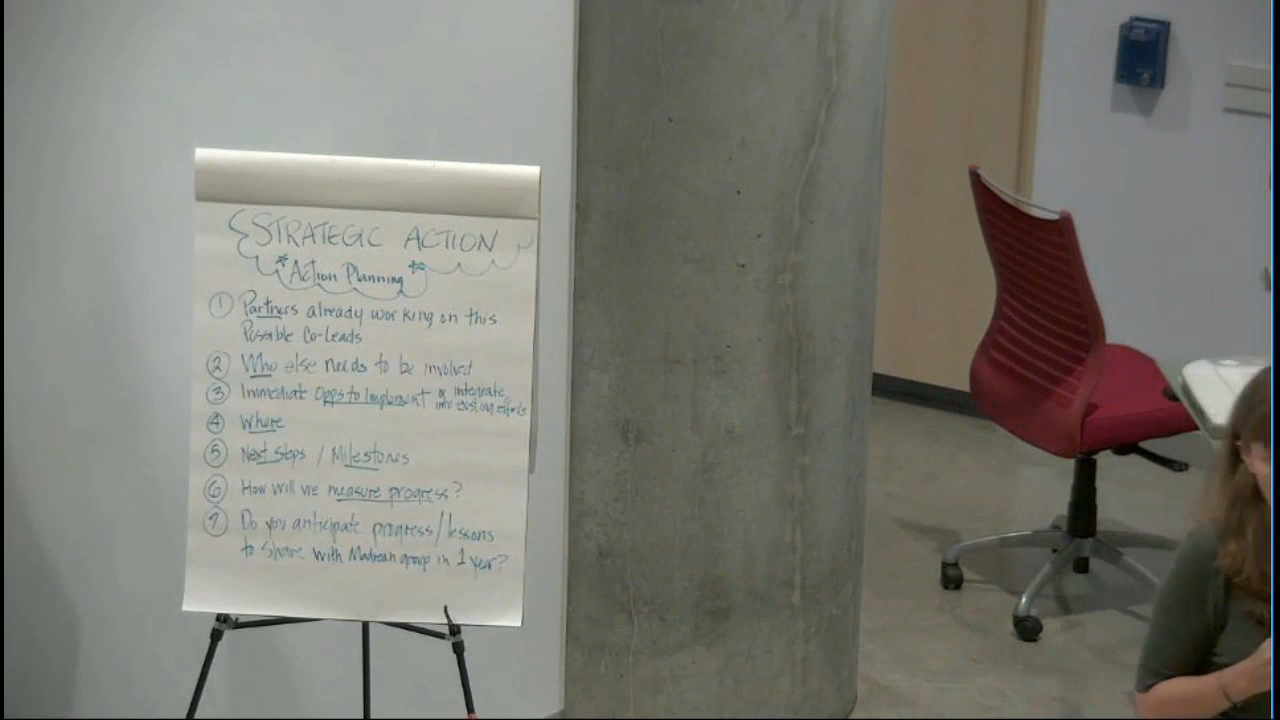 STRATEGIC ACTION
*Action Planning*
① Partners already working on this
Possible Co-Leads
② Who else needs to be involved
③ Immediate Opps to Implement or integrate
into existing efforts
④ Where
⑤ Next Steps / Milestones
⑥ How will we measure progress?
⑦ Do you anticipate progress/lessons
to share with Madrean group in 1 year?